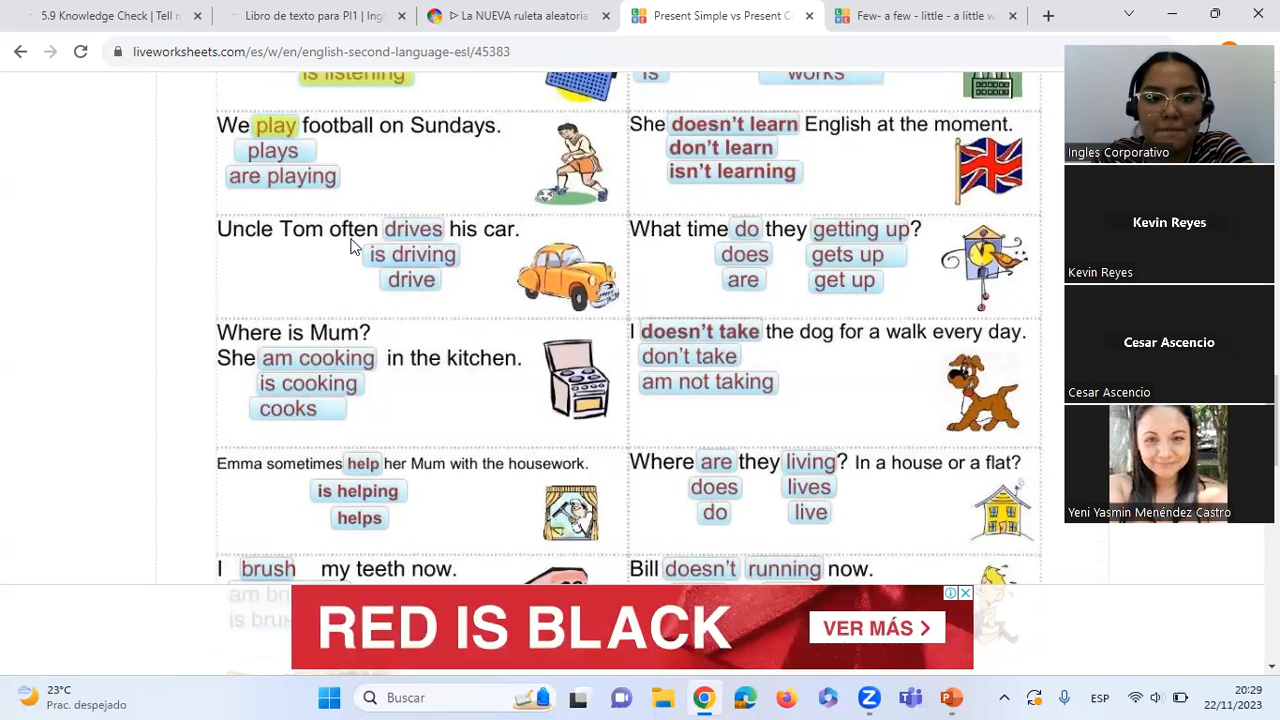 5.9 Knowledge Check | Tell m
Libro de texto para PI1 | Ingl
▷ La NUEVA ruleta aleatoria
Present Simple vs Present C
Few- - little - a little w
liveworksheets.com/es/w/en/english-second-language-esl/45383
is listening
is works
We play football on Sundays.
plays
are playing
She doesn't learn English at the moment.
don't learn
isn't learning
Uncle Tom often drives his car.
is driving
drive
What time do they getting up?
does gets up
are get up
Where is Mum?
She am cooking in the kitchen.
is cooking
cooks
I doesn't take the dog for a walk every day.
don't take
am not taking
Emma sometimes help her Mum with the housework.
is hoping
helps
Where are they living? In a house or a flat?
does lives
do live
I brush my teeth now.
Bill doesn't running now.
RED IS BLACK
VER MÁS >
Ingles Corporativo
Kevin Reyes
Kevin Reyes
Cesar Ascencio
Cesar Ascencio
Yeni Yasmin Menéndez Castro
23°C
Prac. despejado
Buscar
ESP
20:29
22/11/2023